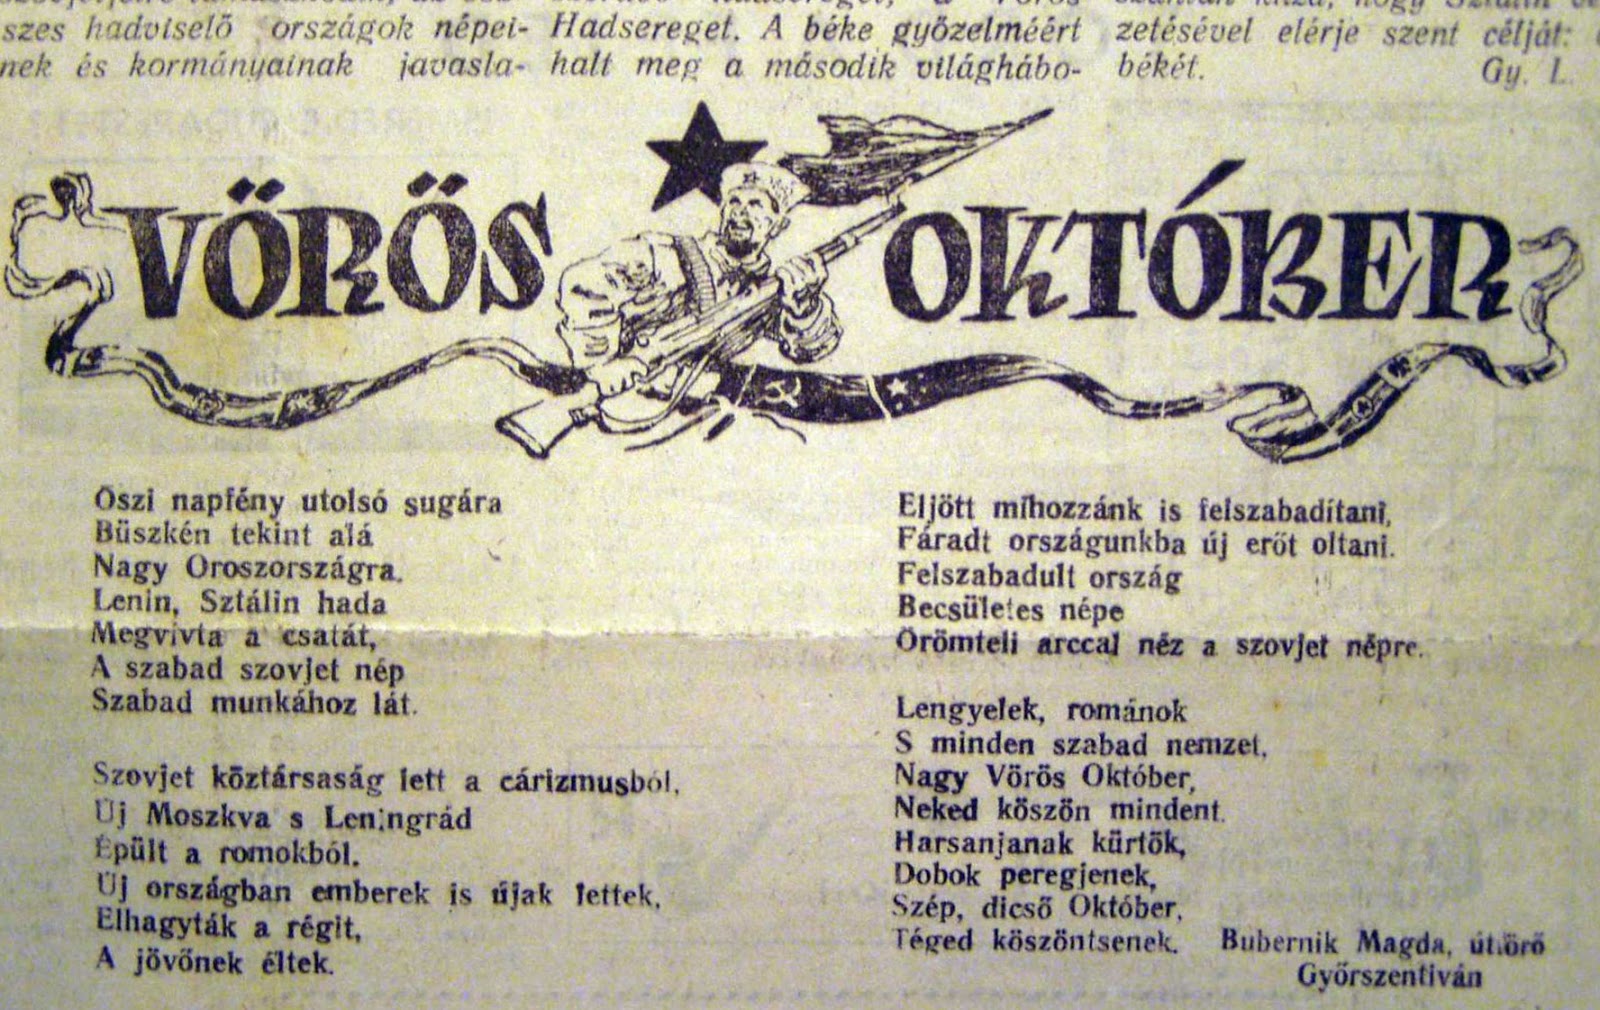 szes hadviselő országok népei-
nek és kormányainak javasla-
Hadsereget. A béke győzelméért
halt meg a második világhábo-
zetésével elérje szent célját:
békét.
Gy. L.
VÖRÖS OKTÓBER
Őszi napfény utolsó sugára
Büszkén tekint alá
Nagy Oroszországra.
Lenin, Sztálin hada
Megvívta a csatát,
A szabad szovjet nép
Szabad munkához lát.
Szovjet köztársaság lett a cárizmusból,
Új Moszkva s Leningrád
Épült a romokból.
Új országban emberek is újak lettek,
Elhagyták a régit,
A jövőnek éltek.
Eljött míhozzánk is felszabadítani,
Fáradt országunkba új erőt oltani.
Felszabadult ország
Becsületes népe
Örömteli arccal néz a szovjet népre.
Lengyelek, románok
S minden szabad nemzet,
Nagy Vörös Október,
Neked köszön mindent.
Harsanjanak kürtök,
Dobok peregjenek,
Szép, dicső Október,
Téged köszöntsenek.
Bubernik Magda, úttörő
Győrszentiván